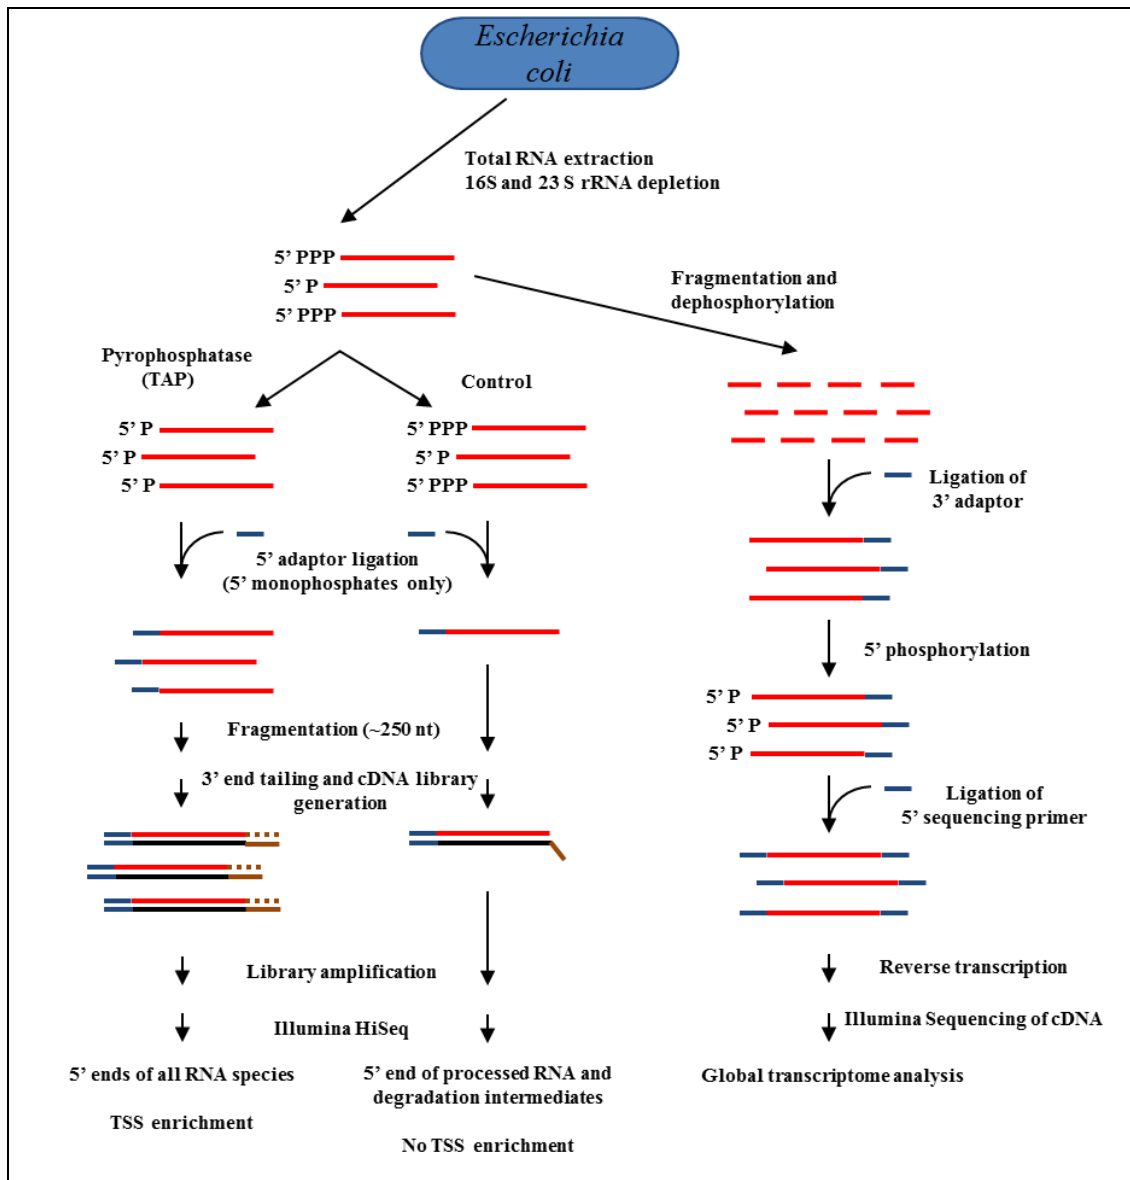 Escherichia
coli
Total RNA extraction
16S and 23 S rRNA depletion
5’ PPP
5’ P
5’ PPP
Fragmentation and
dephosphorylation
Pyrophosphatase
(TAP)
Control
5’ P
5’ P
5’ P
5’ PPP
5’ P
5’ PPP
Ligation of
3’ adaptor
5’ adaptor ligation
(5’ monophosphates only)
5’ phosphorylation
5’ P
5’ P
5’ P
Fragmentation (~250 nt)
3’ end tailing and cDNA library
generation
Ligation of
5’ sequencing primer
Library amplification
Reverse transcription
Illumina HiSeq
Illumina Sequencing of cDNA
5’ ends of all RNA species
TSS enrichment
5’ end of processed RNA and
degradation intermediates
No TSS enrichment
Global transcriptome analysis